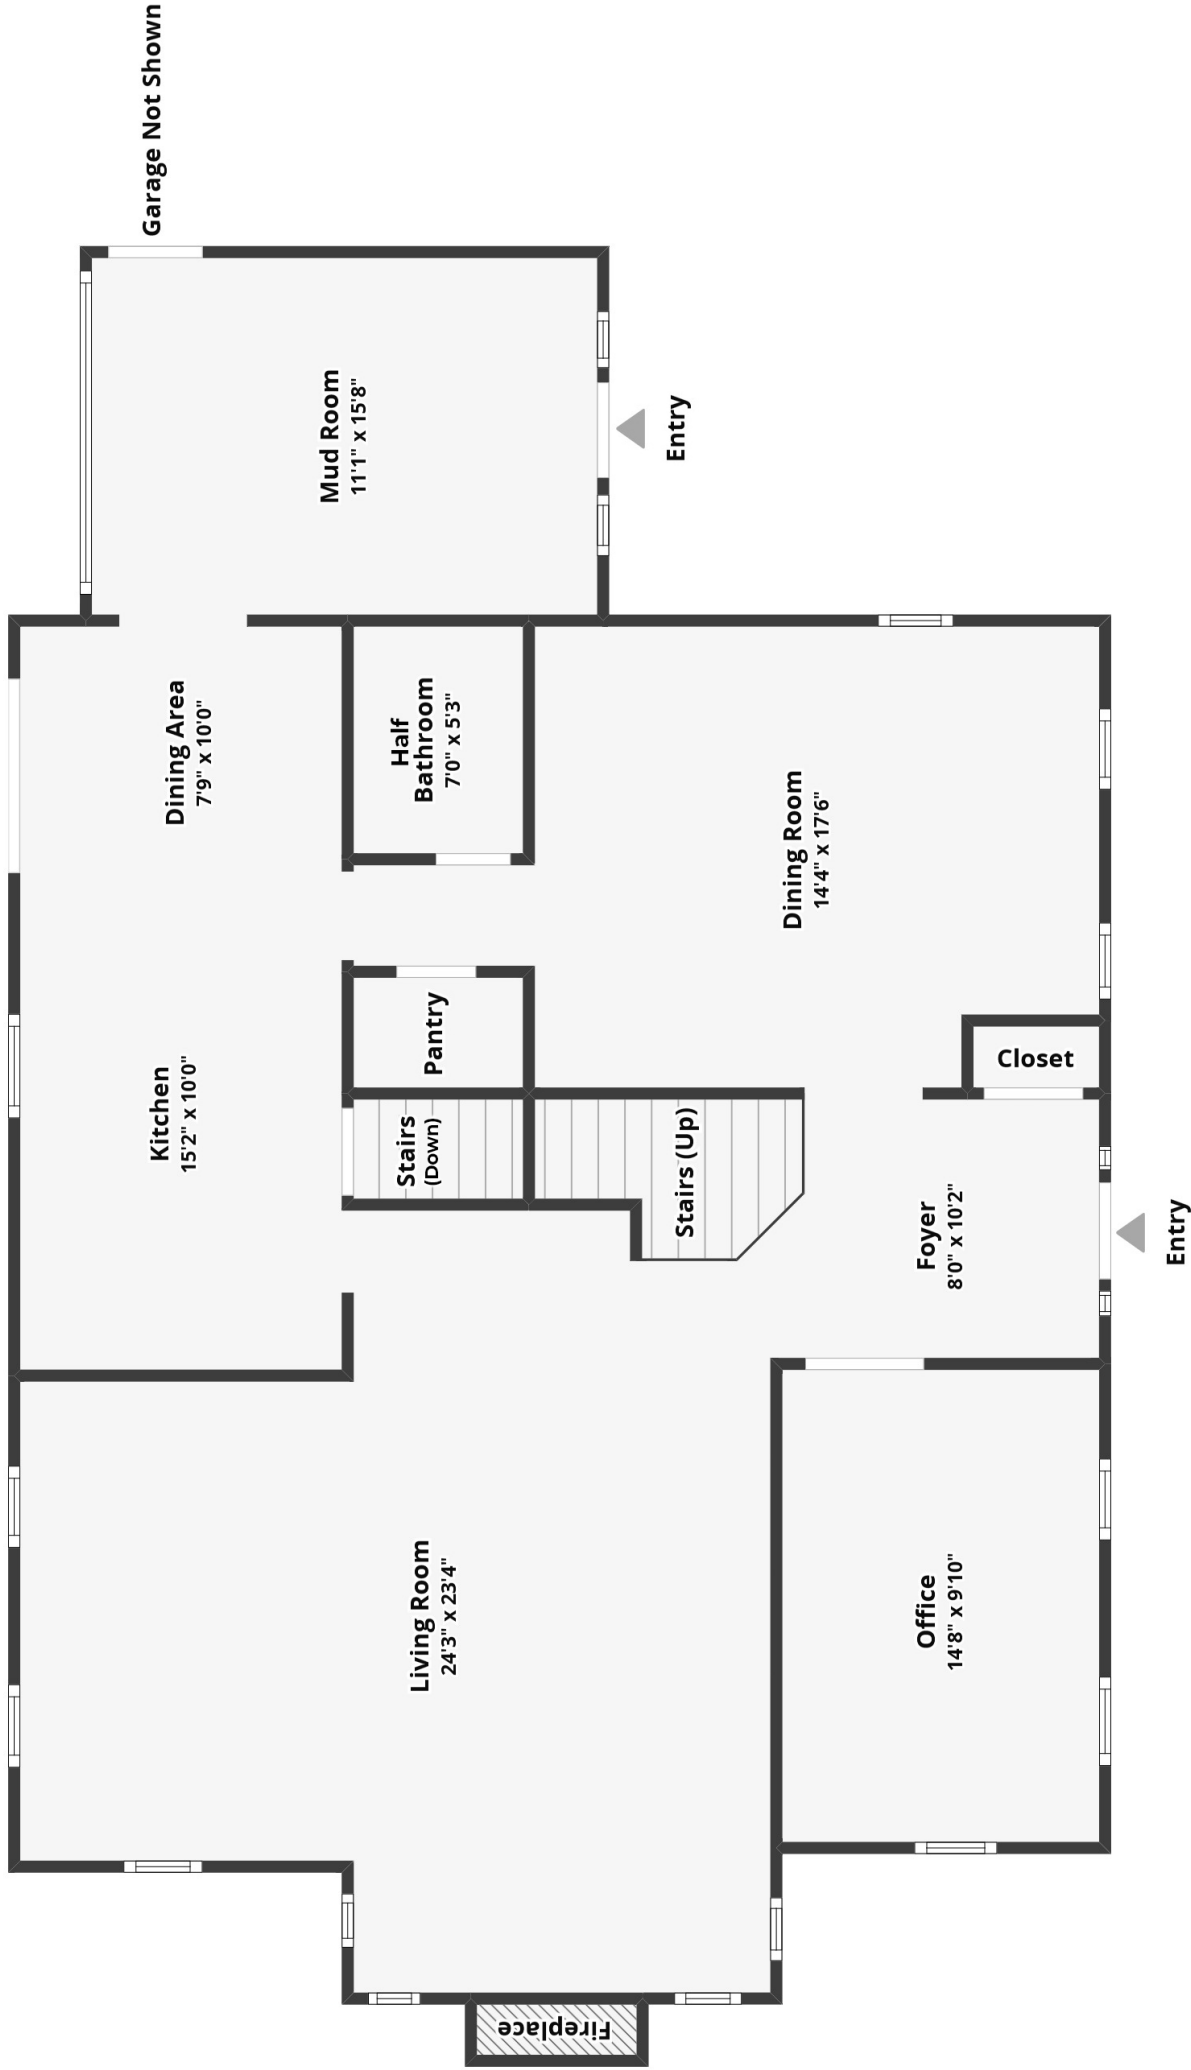 Garage Not Shown
Mud Room
11'1" x 15'8"
Entry
Dining Area
7'9" x 10'0"
Half
Bathroom
7'0" x 5'3"
Dining Room
14'4" x 17'6"
Kitchen
15'2" x 10'0"
Pantry
Closet
Stairs
(Down)
Stairs (Up)
Foyer
8'0" x 10'2"
Entry
Living Room
24'3" x 23'4"
Office
14'8" x 9'10"
Fireplace